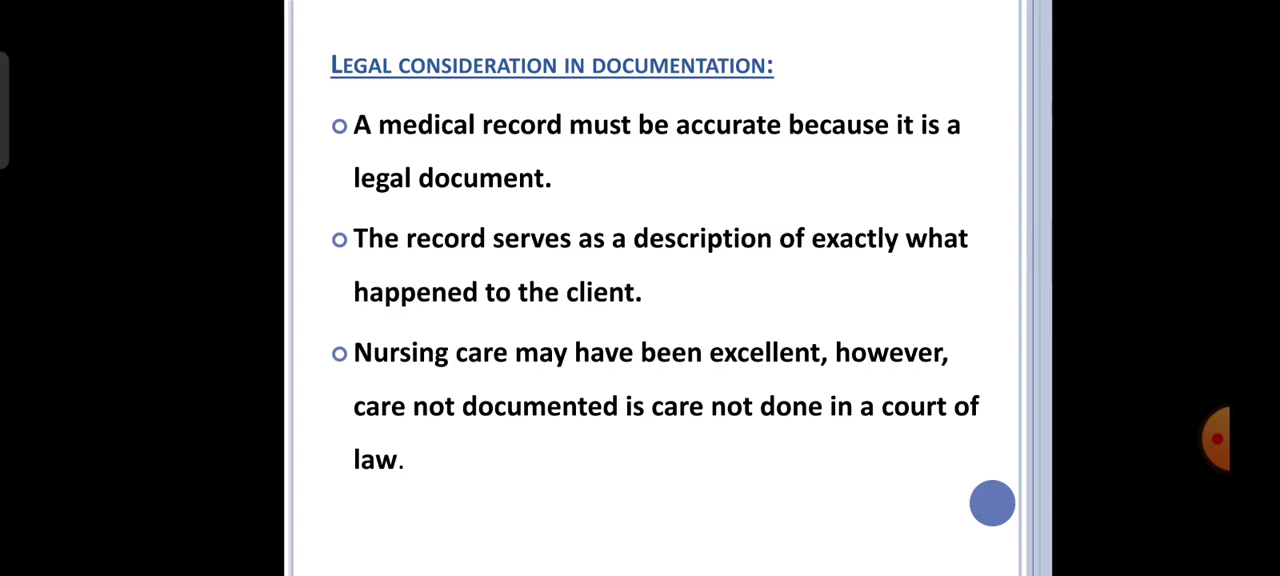 LEGAL CONSIDERATION IN DOCUMENTATION:
A medical record must be accurate because it is a
legal document.
The record serves as a description of exactly what
happened to the client.
Nursing care may have been excellent, however,
care not documented is care not done in a court of
law.